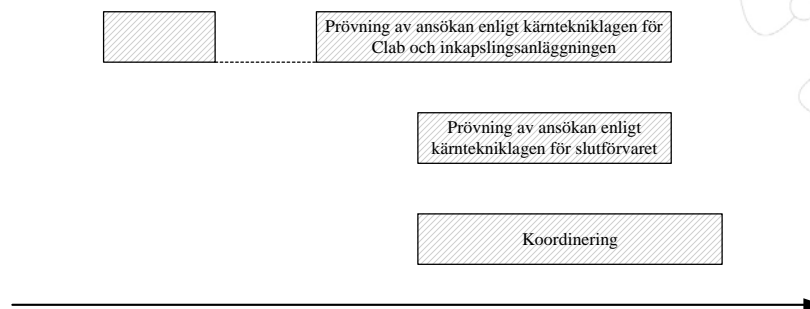 Prövning av ansökan enligt kärntekniklagen för
Clab och inkapslingsanläggningen
Prövning av ansökan enligt
kärntekniklagen för slutförvaret
Koordinering